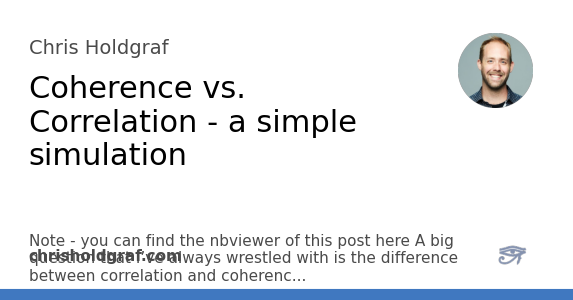 Chris Holdgraf
Coherence vs.
Correlation - a simple
simulation
Note - you can find the nbviewer of this post here A big
chrisholdgraf.com
question that I've always wrestled with is the difference
between correlation and coherenc...